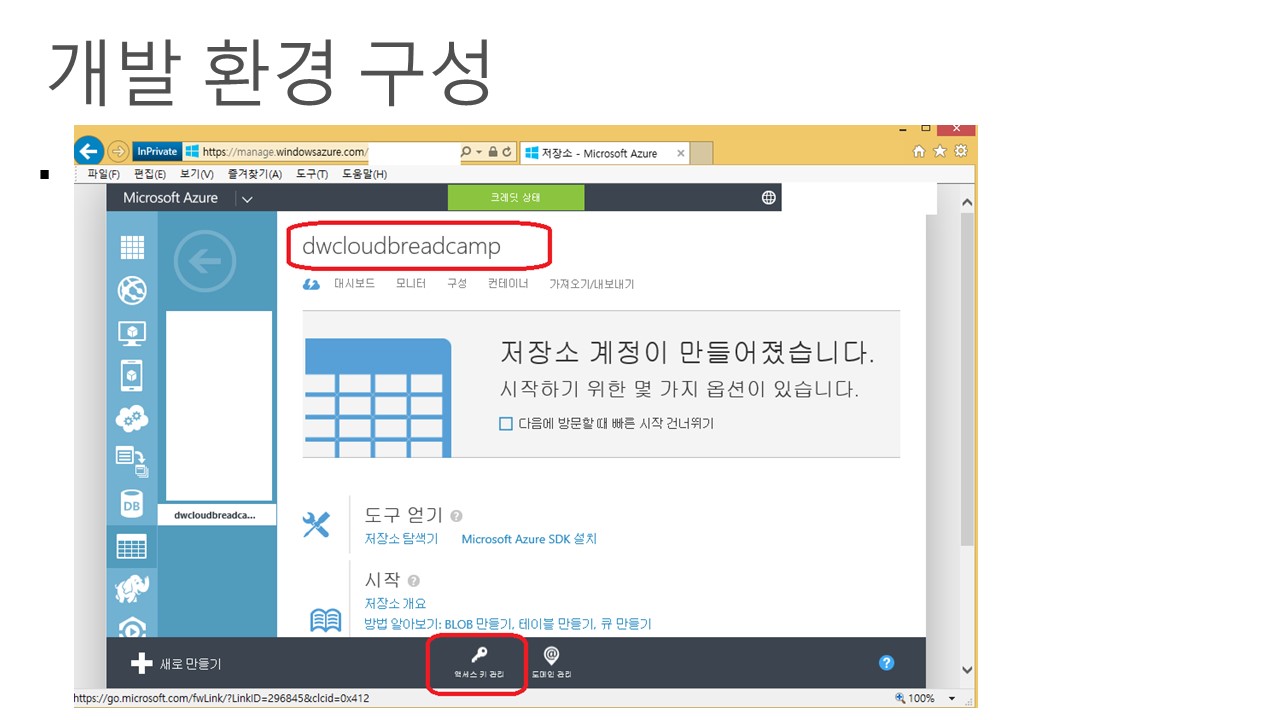 개발 환경 구성
InPrivate https://manage.windowsazure.com/ 저장소 - Microsoft Azure
파일(F) 편집(E) 보기(V) 즐겨찾기(A) 도구(T) 도움말(H)
Microsoft Azure 크레딧 상태
dwcloudbreadcamp
대시보드 모니터 구성 컨테이너 가져오기/내보내기
저장소 계정이 만들어졌습니다.
시작하기 위한 몇 가지 옵션이 있습니다.
다음에 방문할 때 빠른 시작 건너뛰기
DB
dwcloudbreadca...
도구 얻기
저장소 탐색기 Microsoft Azure SDK 설치
시작
저장소 개요
방법 알아보기: BLOB 만들기, 테이블 만들기, 큐 만들기
새로 만들기 액세스 키 관리 도메인 관리
https://go.microsoft.com/fwLink/?LinkID=296845&clcid=0x412 100%